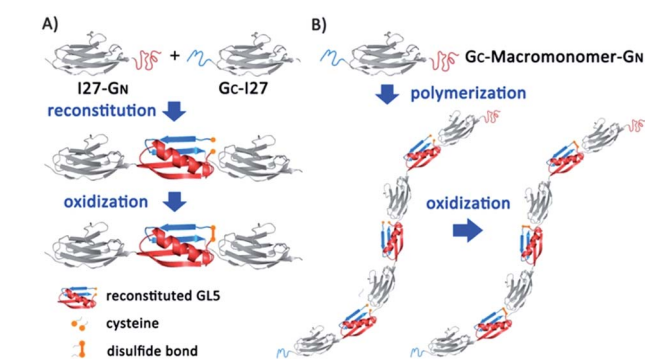 A)
B)
+
I27-GN
GC-I27
GC-Macromonomer-GN
reconstitution
polymerization
oxidization
oxidization
reconstituted GL5
cysteine
disulfide bond